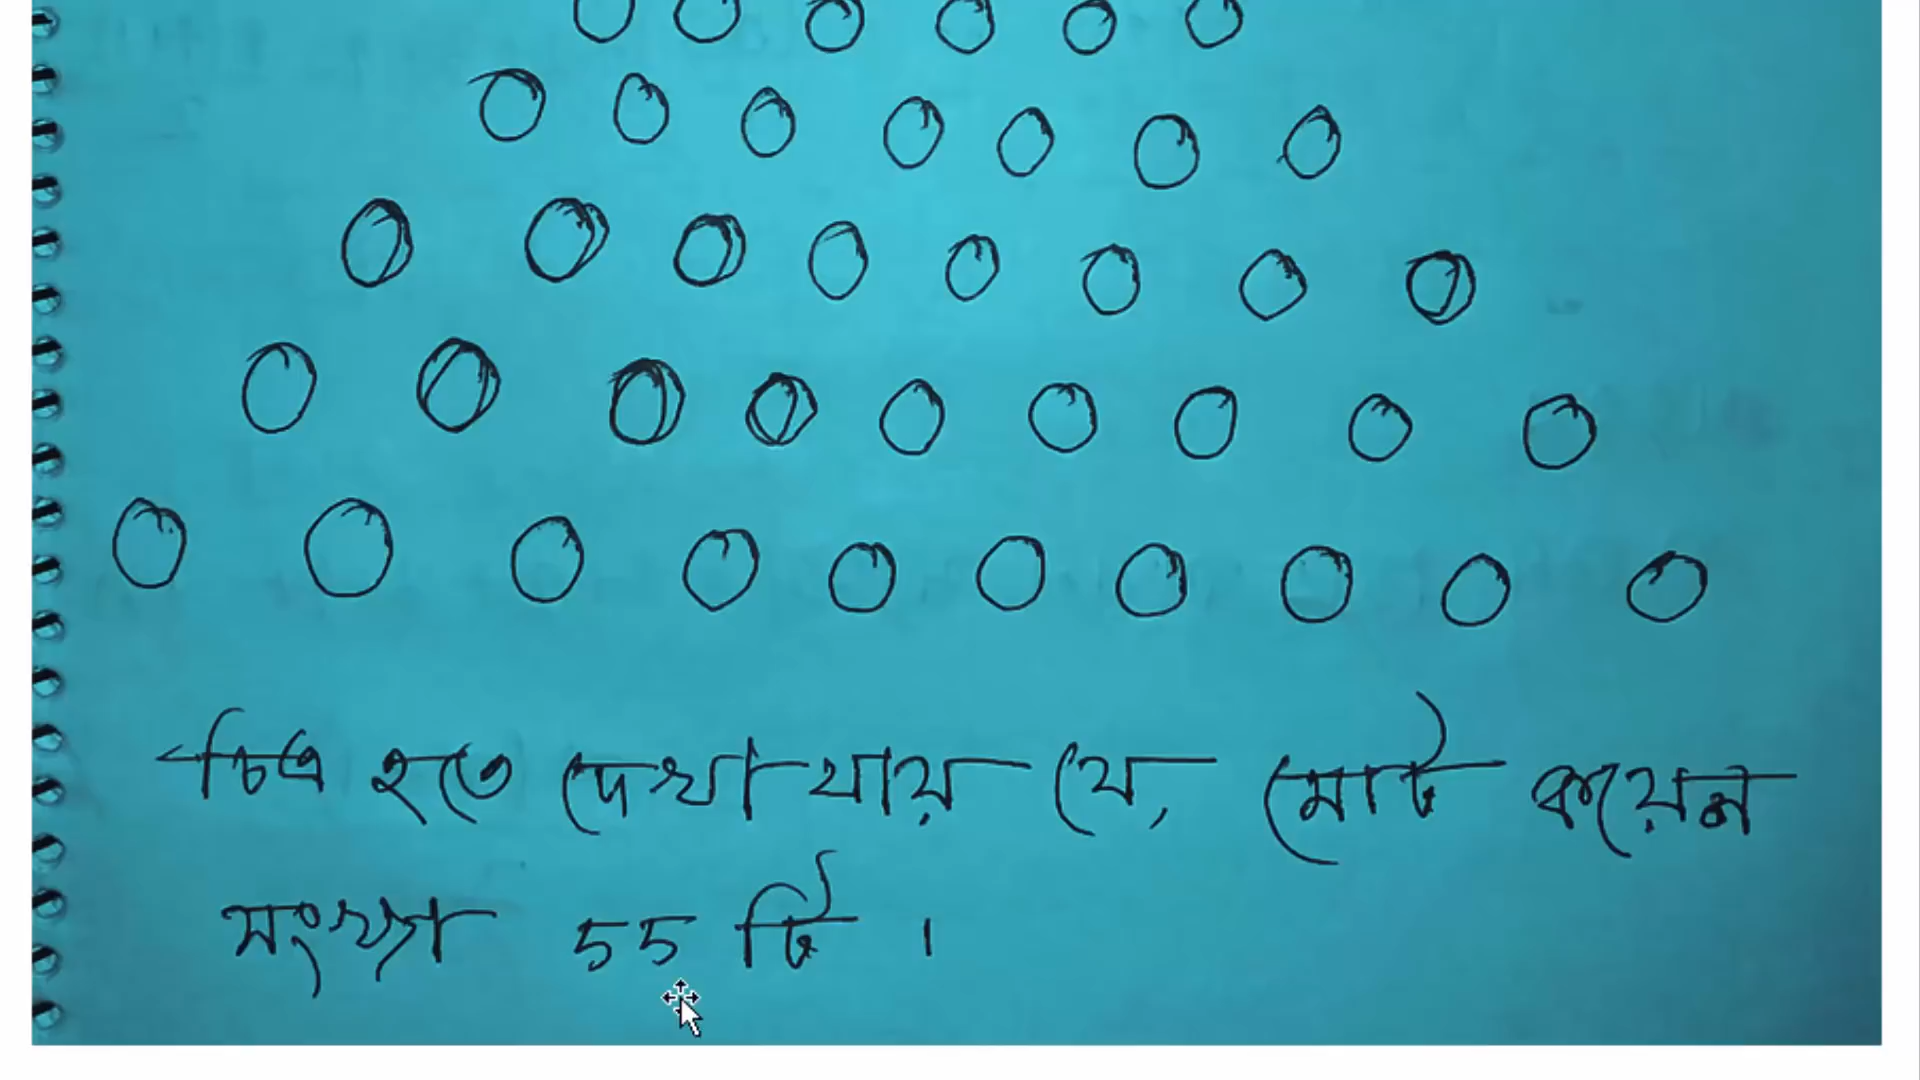 চিত্র হতে দেখা যায় যে, মোট কয়েন
সংখ্যা 55 টি ।